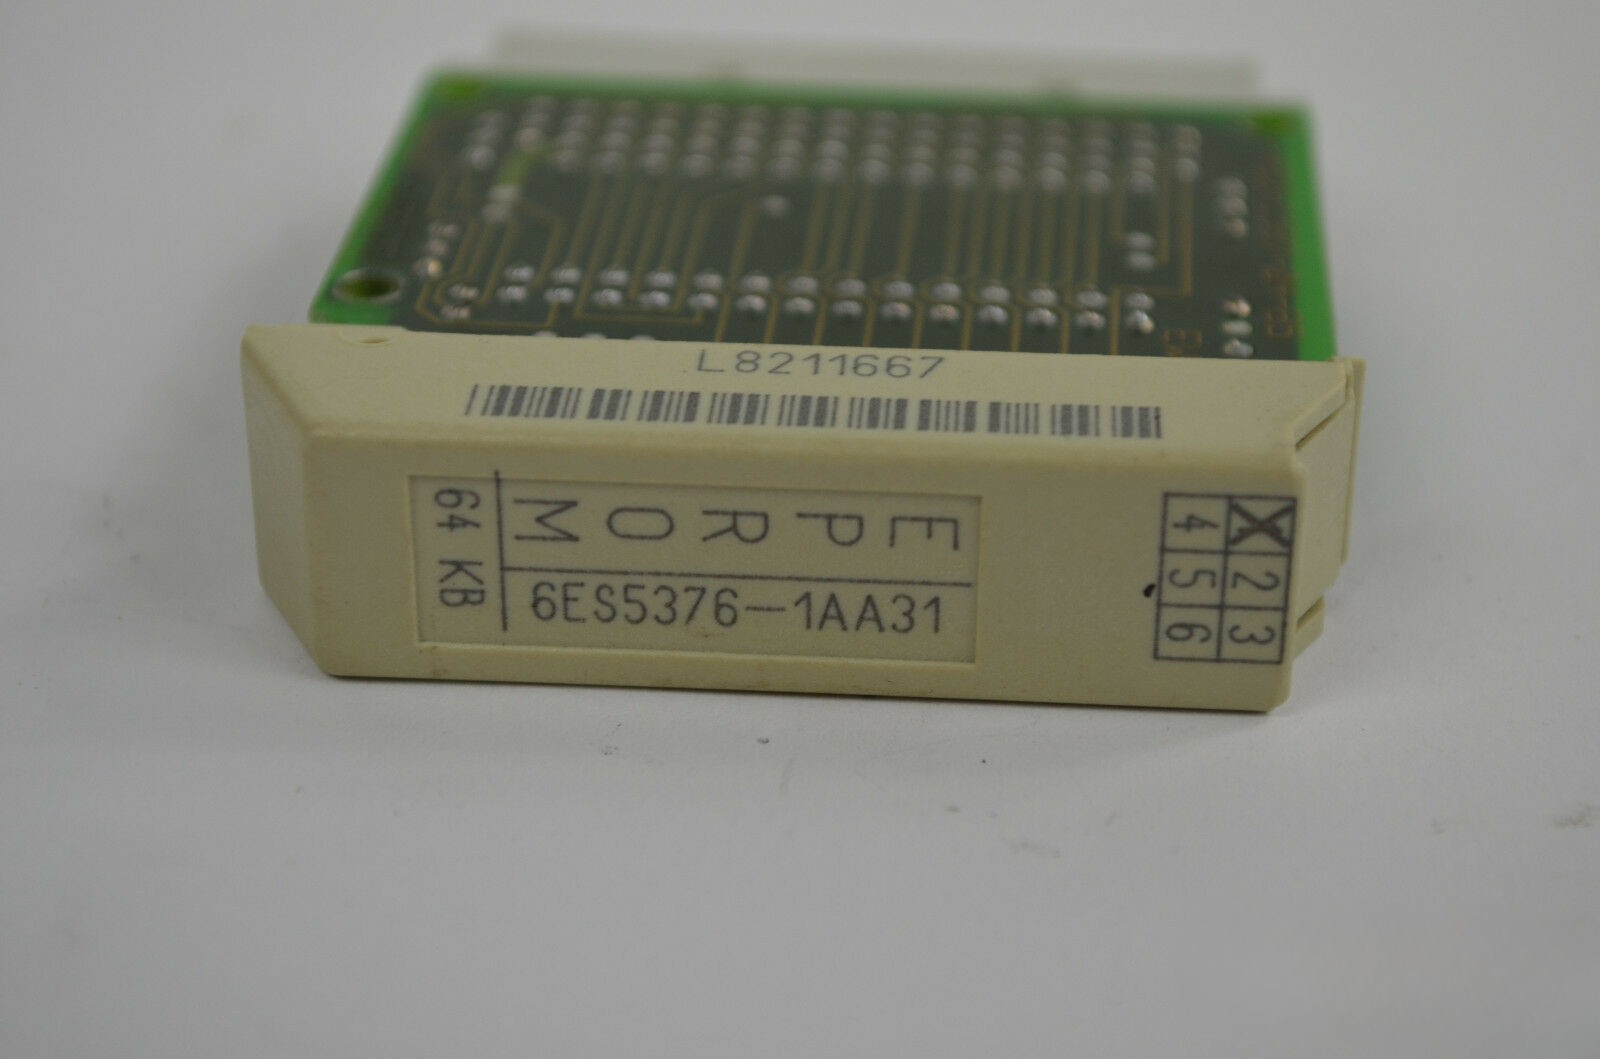 L8211667
EPROM
64 KB
6ES5376-1AA31
X 2 3
4 5 6